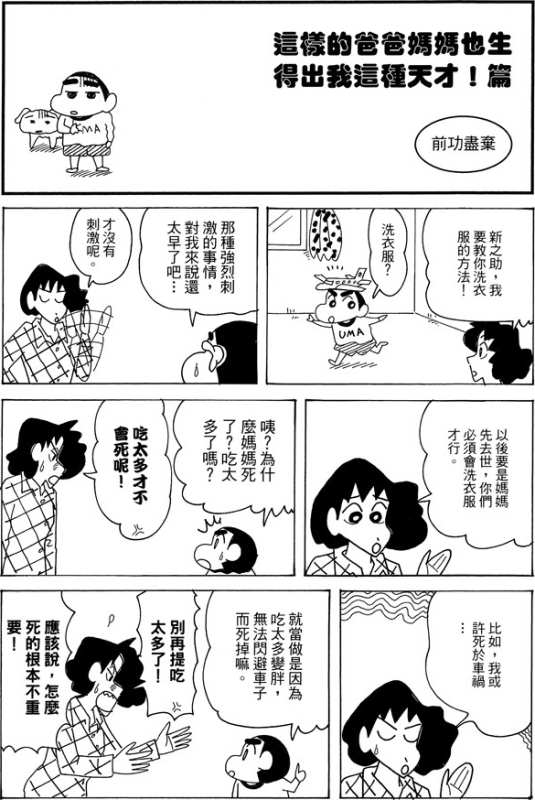 這樣的爸爸媽媽也生
得出我這種天才！篇
前功盡棄
UMA
新之助，我
要教你洗衣
服的方法！
洗衣服？
UMA
那種強烈刺
激的事情，
對我來說還
太早了吧…
才沒有
刺激呢。
以後要是媽媽
先去世，你們
必須會洗衣服
才行。
咦？為什
麼媽媽死
了？吃太
多了嗎？
吃太多才不
會死呢！
比如，我或
許死於車禍
…
就當做是因為
吃太多變胖，
無法閃避車子
而死掉嘛。
別再提吃
太多了！
應該說，怎麼
死的根本不重
要！